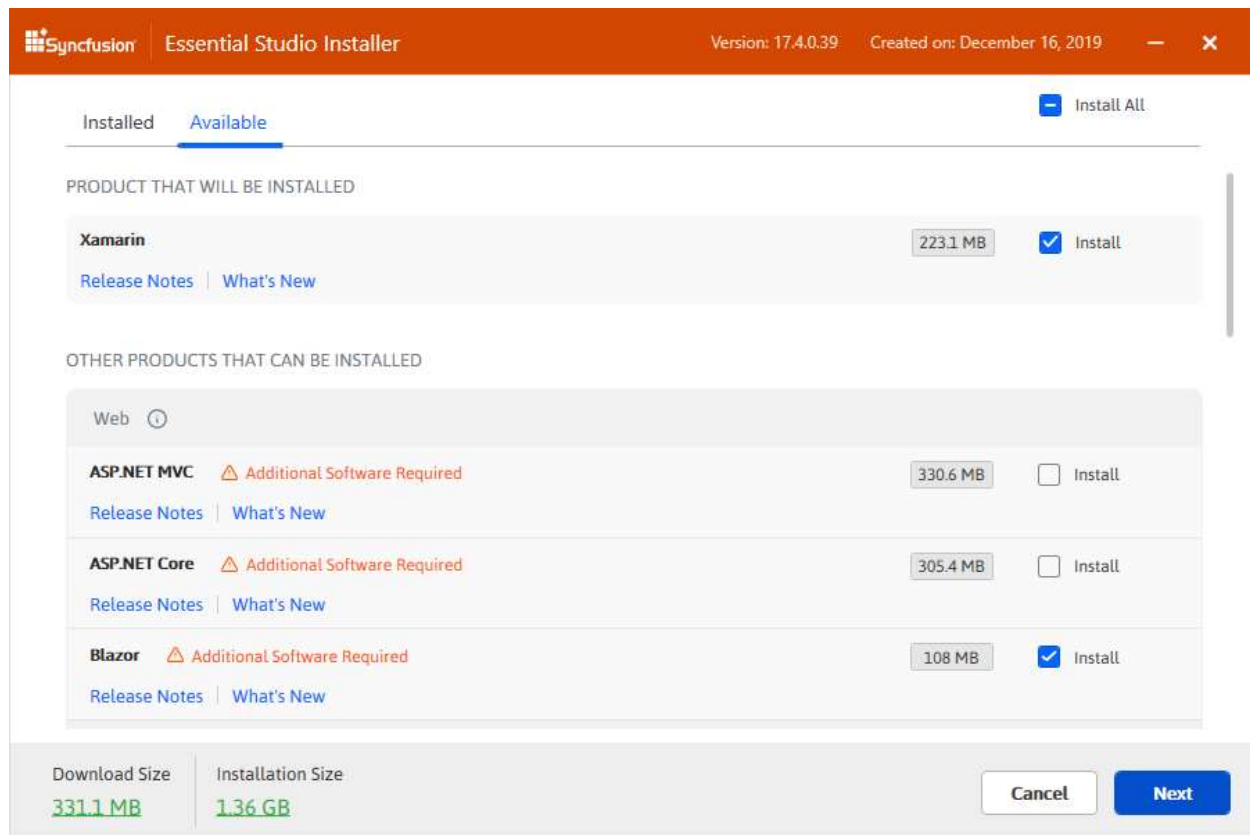 Syncfusion Essential Studio Installer Version: 17.4.0.39 Created on: December 16, 2019
Installed Available Install All
PRODUCT THAT WILL BE INSTALLED
Xamarin 223.1 MB Install
Release Notes What's New
OTHER PRODUCTS THAT CAN BE INSTALLED
Web
ASP.NET MVC Additional Software Required 330.6 MB Install
Release Notes What's New
ASP.NET Core Additional Software Required 305.4 MB Install
Release Notes What's New
Blazor Additional Software Required 108 MB Install
Release Notes What's New
Download Size Installation Size
331.1 MB 1.36 GB
Cancel Next